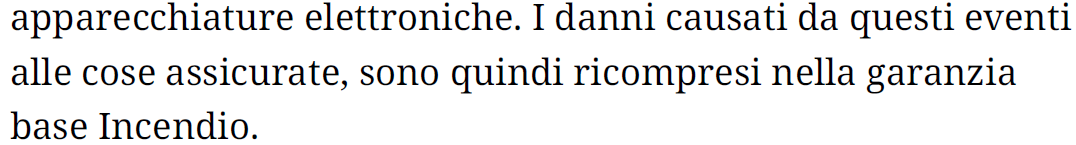 apparecchiature elettroniche. I danni causati da questi eventi
alle cose assicurate, sono quindi ricompresi nella garanzia
base Incendio.